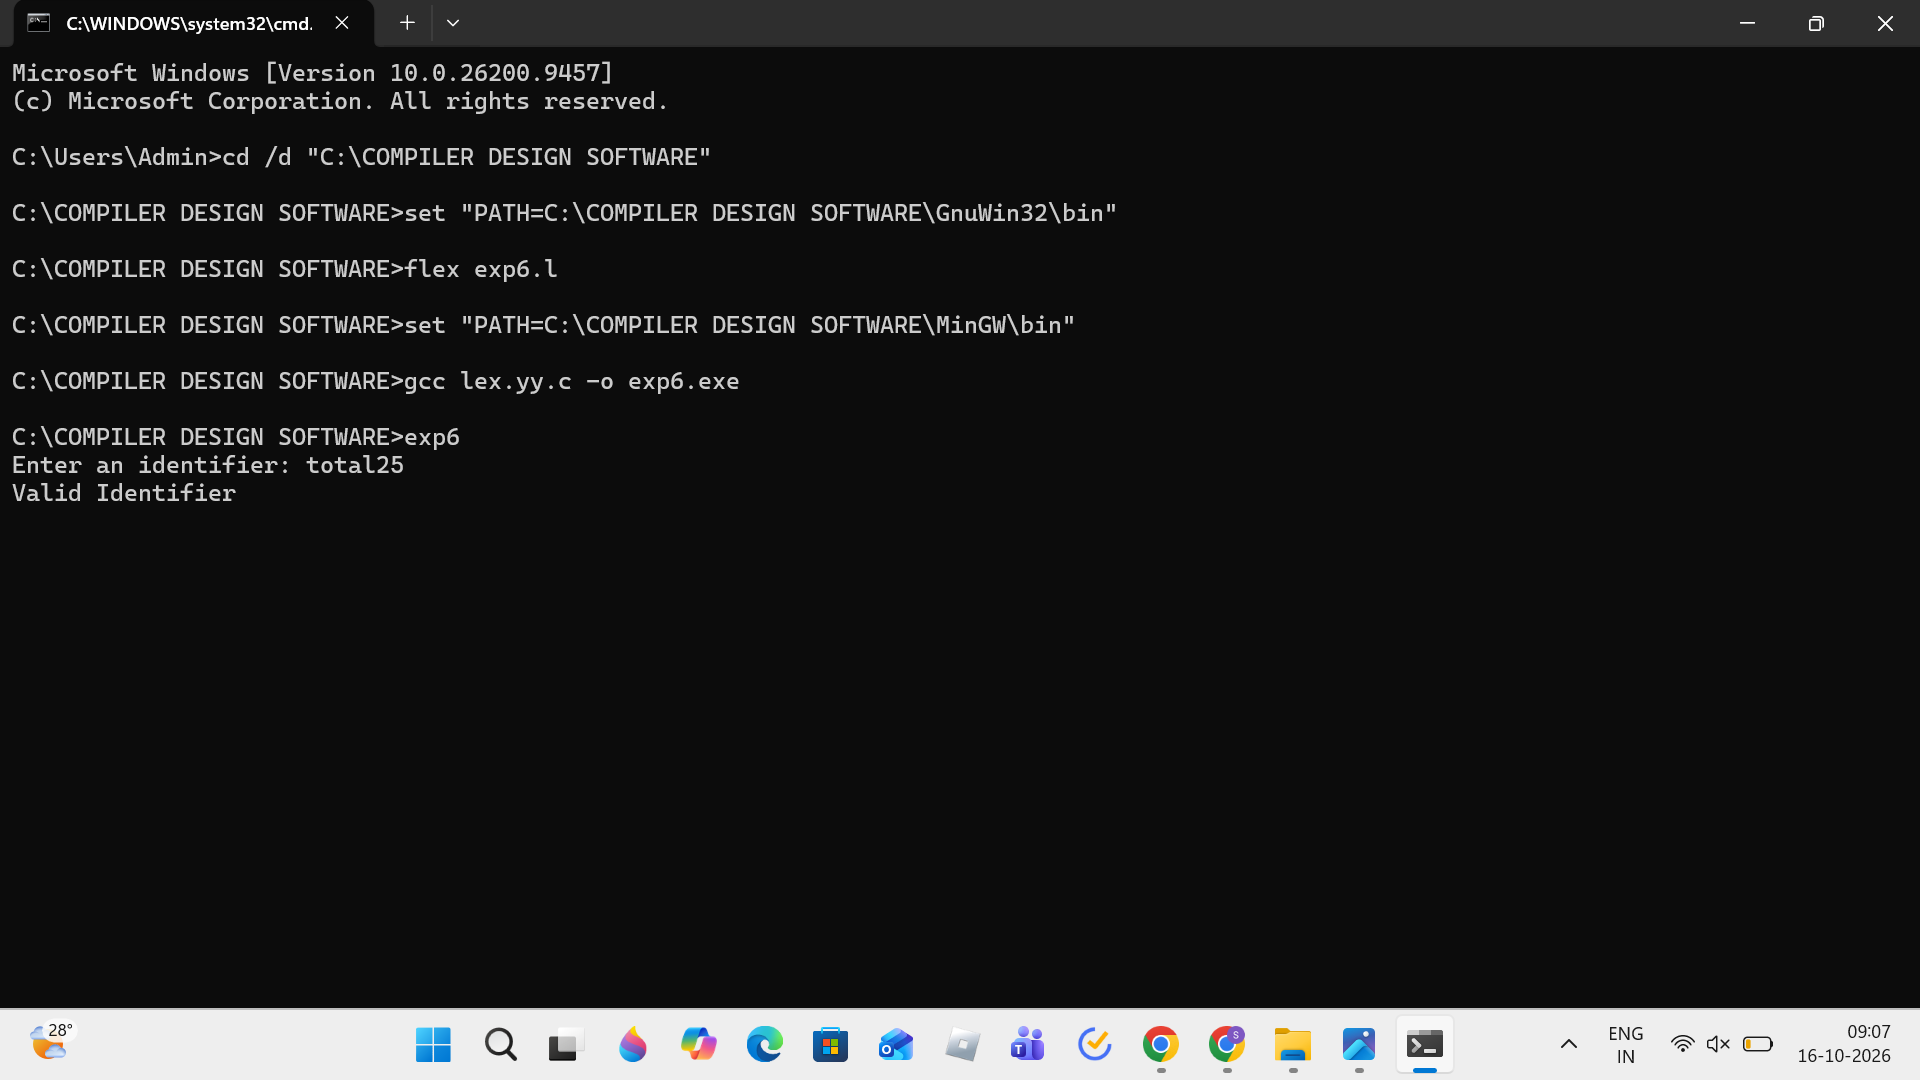 C:\WINDOWS\system32\cmd.
Microsoft Windows [Version 10.0.26200.9457]
(c) Microsoft Corporation. All rights reserved.
C:\Users\Admin>cd /d "C:\COMPILER DESIGN SOFTWARE"
C:\COMPILER DESIGN SOFTWARE>set "PATH=C:\COMPILER DESIGN SOFTWARE\GnuWin32\bin"
C:\COMPILER DESIGN SOFTWARE>flex exp6.l
C:\COMPILER DESIGN SOFTWARE>set "PATH=C:\COMPILER DESIGN SOFTWARE\MinGW\bin"
C:\COMPILER DESIGN SOFTWARE>gcc lex.yy.c -o exp6.exe
C:\COMPILER DESIGN SOFTWARE>exp6
Enter an identifier: total25
Valid Identifier
28°
S
ENG
IN
09:07
16-10-2026